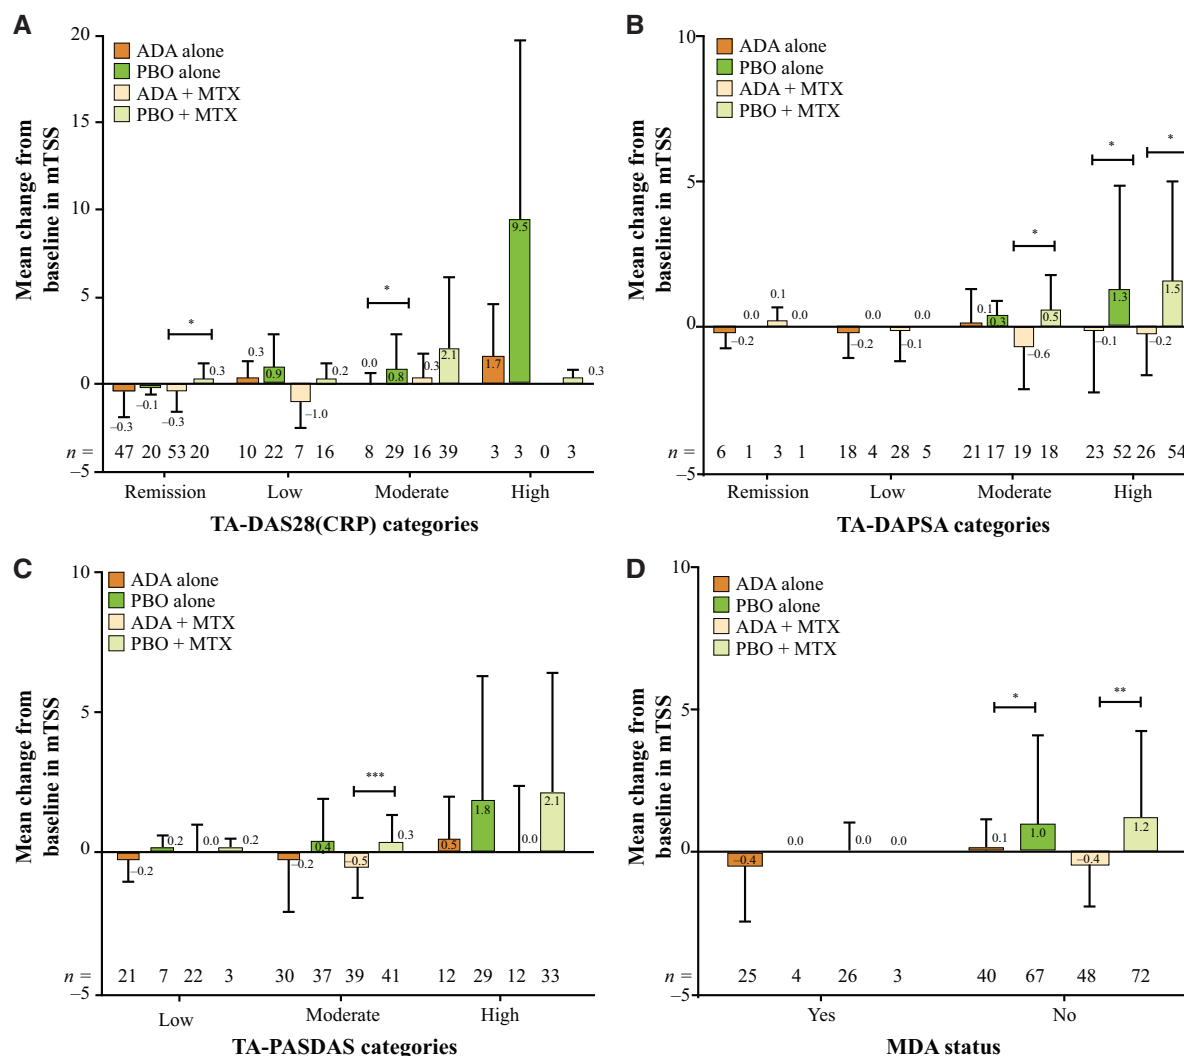 A
20
15
10
5
0
−5
Mean change from
baseline in mTSS
ADA alone
PBO alone
ADA + MTX
PBO + MTX
*
*
−0.3
−0.1
−0.3
0.3
0.3
0.9
−1.0
0.2
0.0
0.8
0.3
2.1
1.7
9.5
0.3
n = 47 20 53 20 10 22 7 16 8 29 16 39 3 3 0 3
Remission Low Moderate High
TA-DAS28(CRP) categories
B
10
5
0
−5
Mean change from
baseline in mTSS
ADA alone
PBO alone
ADA + MTX
PBO + MTX
*
*
*
−0.2
0.0
0.1
0.0
−0.2
0.0
−0.1
0.0
0.1
0.3
−0.6
0.5
−0.1
1.3
−0.2
1.5
n = 6 1 3 1 18 4 28 5 21 17 19 18 23 52 26 54
Remission Low Moderate High
TA-DAPSA categories
C
10
5
0
−5
Mean change from
baseline in mTSS
ADA alone
PBO alone
ADA + MTX
PBO + MTX
***
−0.2
0.2
0.0
0.2
−0.2
0.4
−0.5
0.3
0.5
1.8
0.0
2.1
n = 21 7 22 3 30 37 39 41 12 29 12 33
Low Moderate High
TA-PASDAS categories
D
10
5
0
−5
Mean change from
baseline in mTSS
ADA alone
PBO alone
ADA + MTX
PBO + MTX
*
**
−0.4
0.0
0.0
0.0
0.1
1.0
−0.4
1.2
n = 25 4 26 3 40 67 48 72
Yes No
MDA status